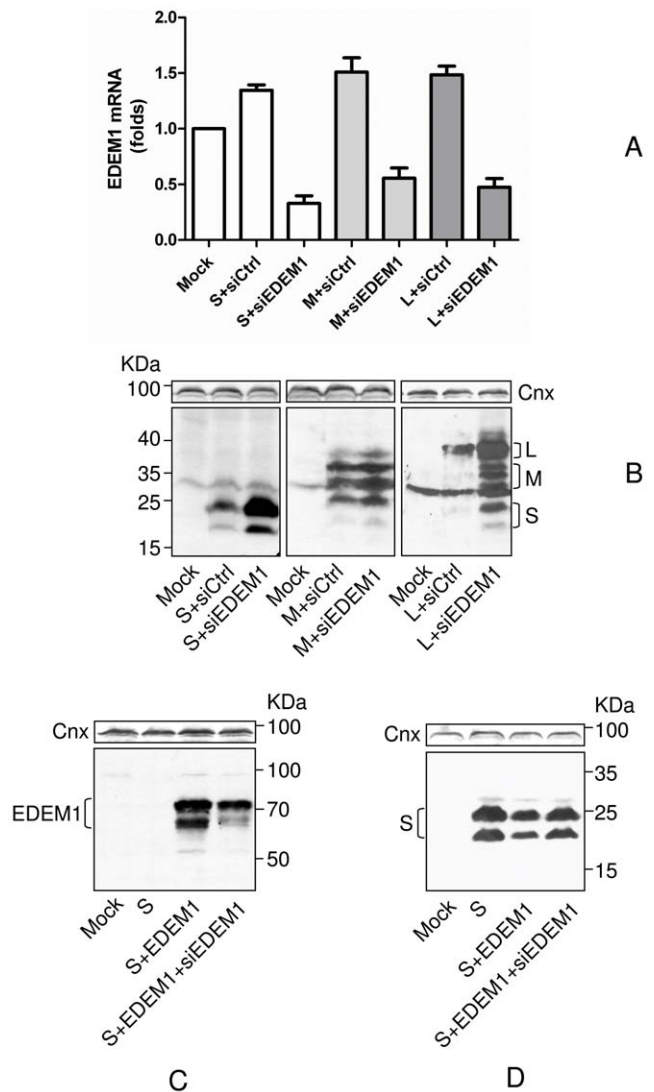 2.0
1.5
1.0
0.5
0.0
EDEM1 mRNA
(folds)
Mock
S+siCtrl
S+siEDEM1
M+siCtrl
M+siEDEM1
L+siCtrl
L+siEDEM1
A
KDa
100
40
35
25
15
Cnx
L
M
S
B
Mock
S+siCtrl
S+siEDEM1
Mock
M+siCtrl
M+siEDEM1
Mock
L+siCtrl
L+siEDEM1
KDa
Cnx
100
100
EDEM1
70
50
Mock
S
S+EDEM1
S+EDEM1+siEDEM1
C
KDa
Cnx
100
35
25
S
15
Mock
S
S+EDEM1
S+EDEM1+siEDEM1
D